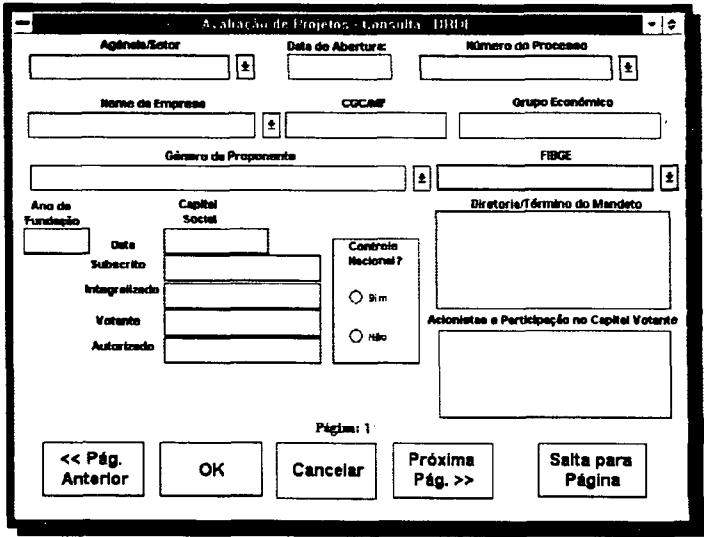 Avaliação de Projetos - Consulta DRDE
Agência/Setor
Data de Abertura:
Número do Processo
Nome da Empresa
CGC/MF
Grupo Econômico
Gênero de Proponente
FIBGE
Ano de Fundação
Capital Social
Data
Subscrito
Integralizado
Votante
Autorizado
Controle Nacional?
Sim
Não
Diretoria/Término do Mandato
Acionistas e Participação no Capital Votante
Página: 1
<< Pág. Anterior
OK
Cancelar
Próxima Pág. >>
Salta para Página